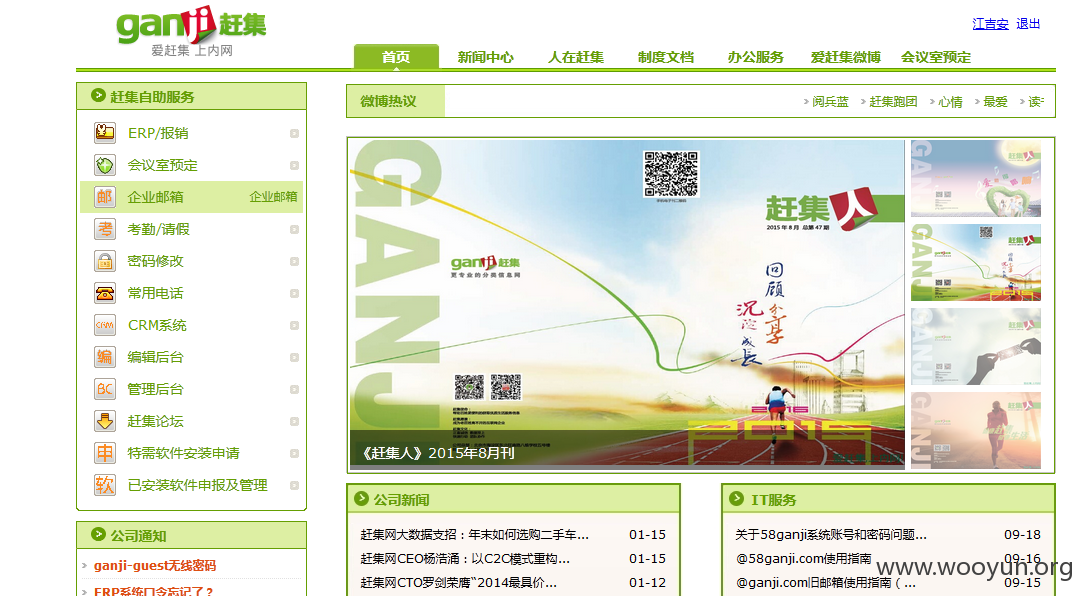 ganji赶集
爱赶集 上内网
江吉安 退出
首页 新闻中心 人在赶集 制度文档 办公服务 爱赶集微博 会议室预定
赶集自助服务
ERP/报销
会议室预定
邮 企业邮箱 企业邮箱
考 考勤/请假
密码修改
常用电话
CRM CRM系统
编 编辑后台
BC 管理后台
赶集论坛
申 特需软件安装申请
软 已安装软件申报及管理
公司通知
ganji-guest无线密码
ERP系统口令忘记了？
微博热议 阅兵蓝 赶集跑团 心情 最爱 读书
GANJI
ganji赶集
更专业的分类信息网
赶集人
2015 年 8 月 总第 47 期
回顾 分享
沉淀 成长
2015
2015
《赶集人》2015年8月刊
公司新闻
赶集网大数据支招：年末如何选购二手车... 01-15
赶集网CEO杨浩涌：以C2C模式重构... 01-15
赶集网CTO罗剑荣膺“2014最具价... 01-12
IT服务
关于58ganji系统账号和密码问题... 09-18
@58ganji.com使用指南 09-16
@ganji.com旧邮箱使用指南（... 09-15
www.wooyun.org